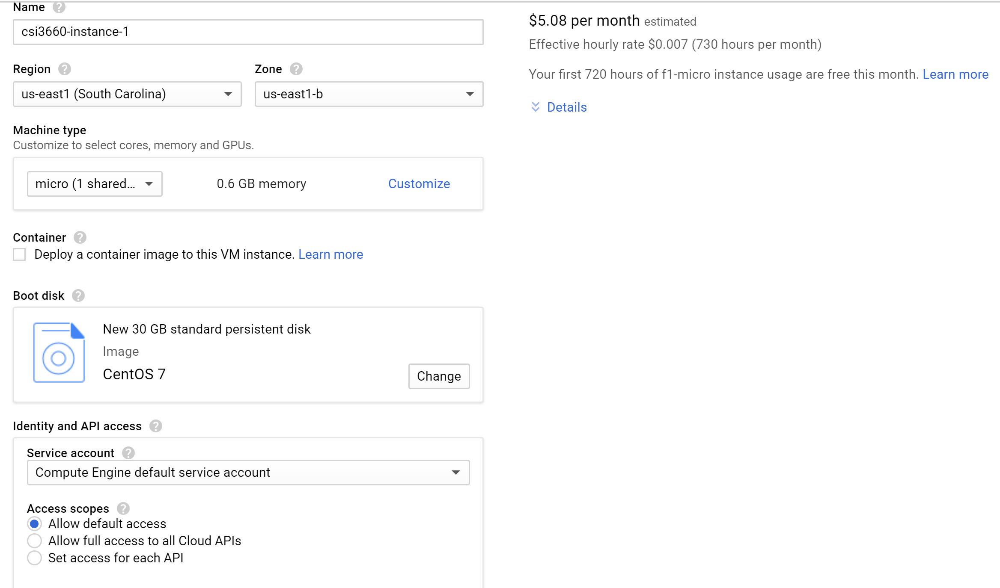 Name
csi3660-instance-1
$5.08 per month estimated
Effective hourly rate $0.007 (730 hours per month)
Your first 720 hours of f1-micro instance usage are free this month. Learn more
Details
Region
Zone
us-east1 (South Carolina)
us-east1-b
Machine type
Customize to select cores, memory and GPUs.
micro (1 shared...
0.6 GB memory
Customize
Container
Deploy a container image to this VM instance. Learn more
Boot disk
New 30 GB standard persistent disk
Image
CentOS 7
Change
Identity and API access
Service account
Compute Engine default service account
Access scopes
Allow default access
Allow full access to all Cloud APIs
Set access for each API